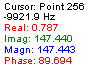 Cursor: Point 256
-9921.9 Hz
Real: 0.787
Imag: 147.440
Magn: 147.443
Phase: 89.694